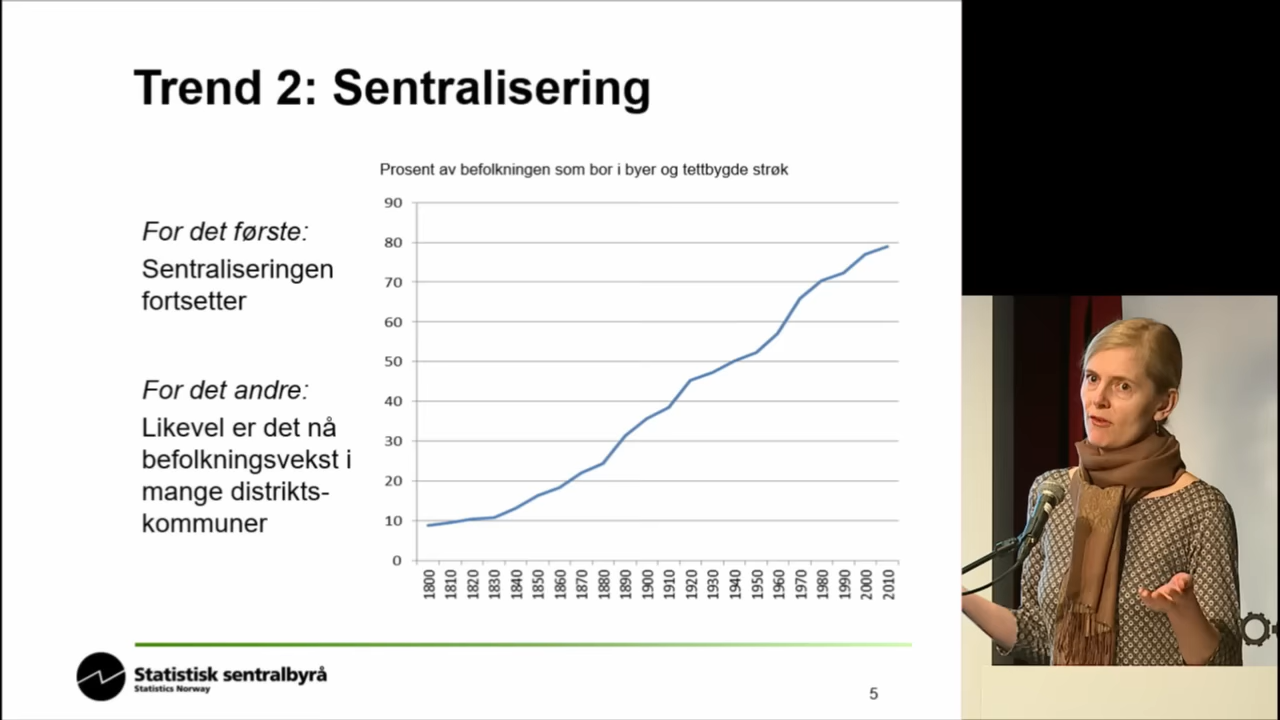 Trend 2: Sentralisering
Prosent av befolkningen som bor i byer og tettbygde strøk
For det første:
Sentraliseringen
fortsetter
For det andre:
Likevel er det nå
befolkningsvekst i
mange distrikts-
kommuner
90
80
70
60
50
40
30
20
10
0
1800
1810
1820
1830
1840
1850
1860
1870
1880
1890
1900
1910
1920
1930
1940
1950
1960
1970
1980
1990
2000
2010
Statistisk sentralbyrå
Statistics Norway
5